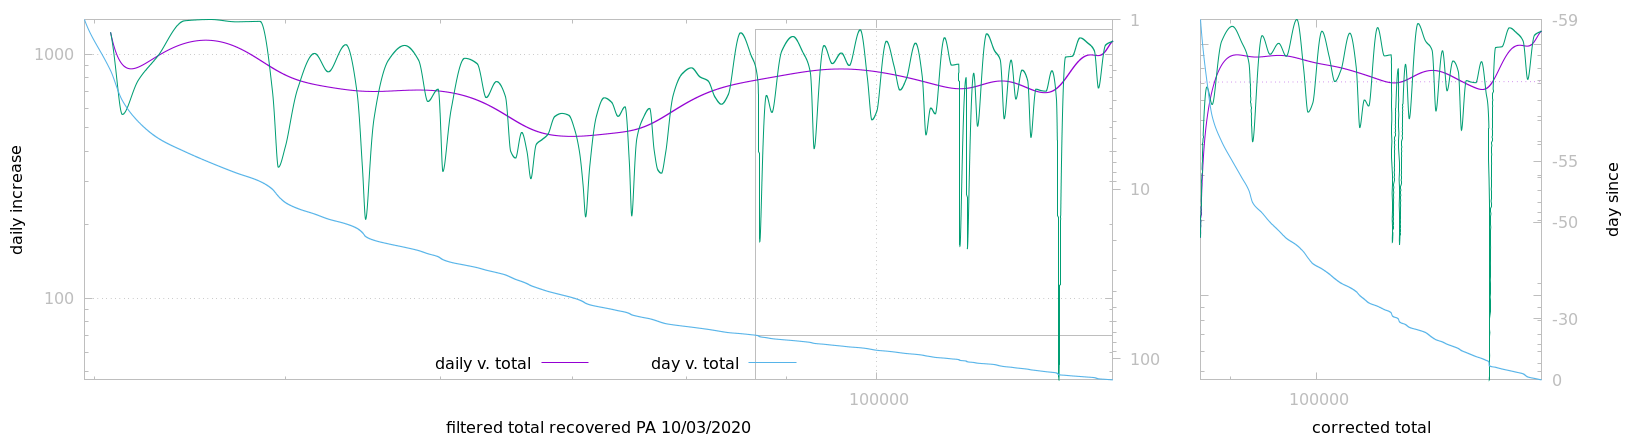 1000
100
daily increase
daily v. total
day v. total
100000
filtered total recovered PA 10/03/2020
1
10
100
100000
corrected total
-59
-55
-50
-30
0
day since